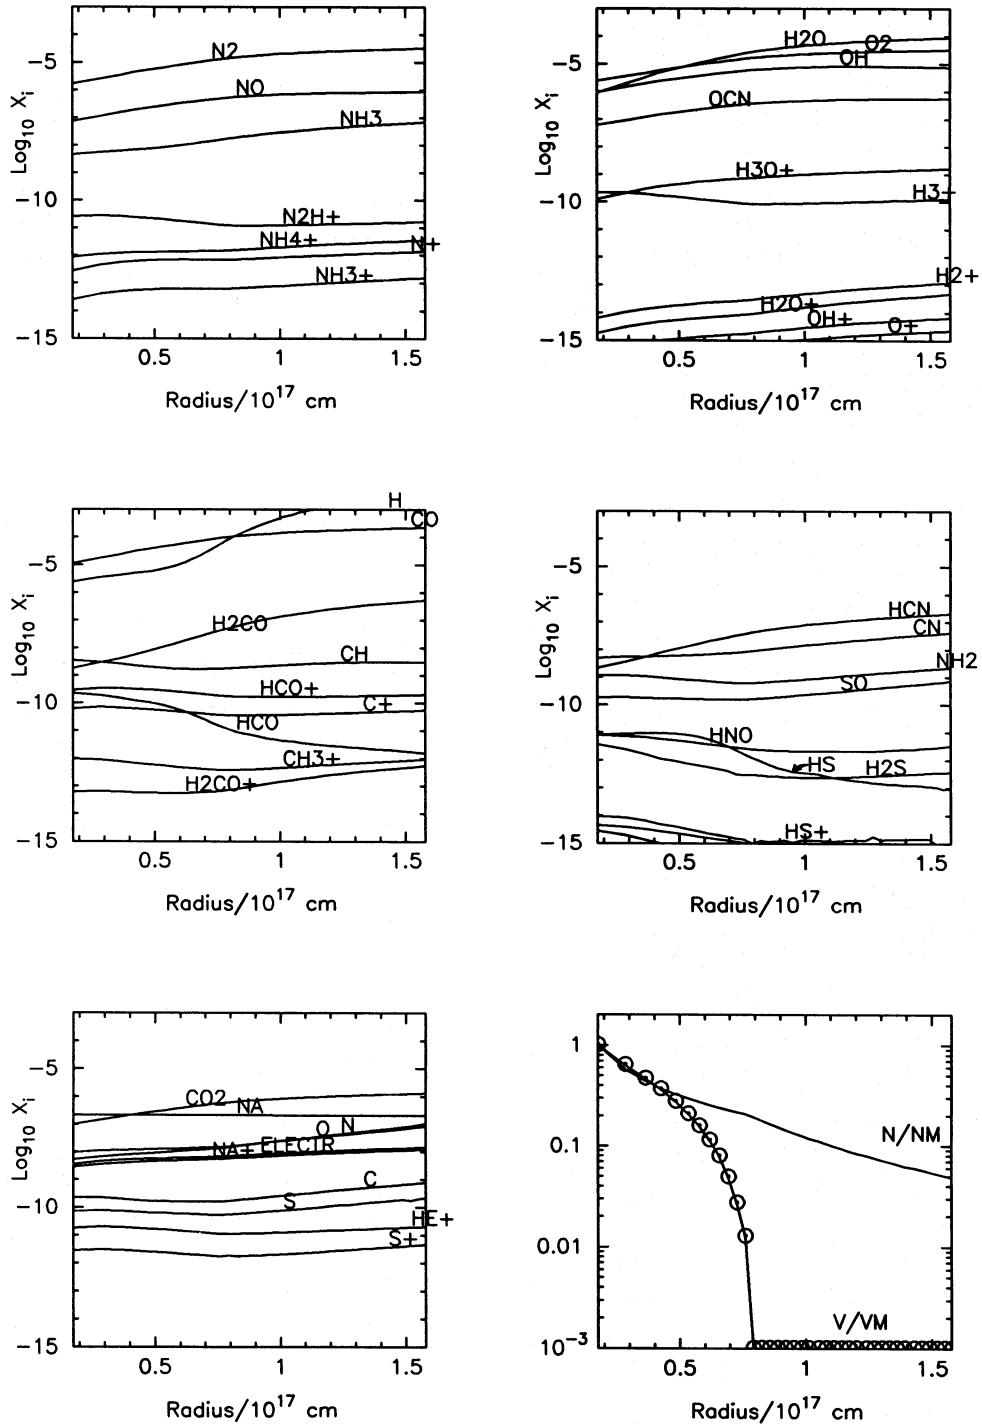 Log10 Xi
−5
−10
−15
N2
NO
NH3
N2H+
NH4+
N+
NH3+
0.5 1 1.5
Radius/10^17 cm
Log10 Xi
−5
−10
−15
H2O
O2
OH
OCN
H3O+
H3+
H2+
H2O+
OH+
O+
0.5 1 1.5
Radius/10^17 cm
Log10 Xi
−5
−10
−15
H
CO
H2CO
CH
HCO+
C+
HCO
CH3+
H2CO+
0.5 1 1.5
Radius/10^17 cm
Log10 Xi
−5
−10
−15
HCN
CN
NH2
SO
HNO
HS
H2S
HS+
0.5 1 1.5
Radius/10^17 cm
Log10 Xi
−5
−10
−15
CO2
NA
O
N
NA+
ELECTR
C
S
HE+
S+
0.5 1 1.5
Radius/10^17 cm
1
0.1
0.01
10^−3
N/NM
V/VM
0.5 1 1.5
Radius/10^17 cm